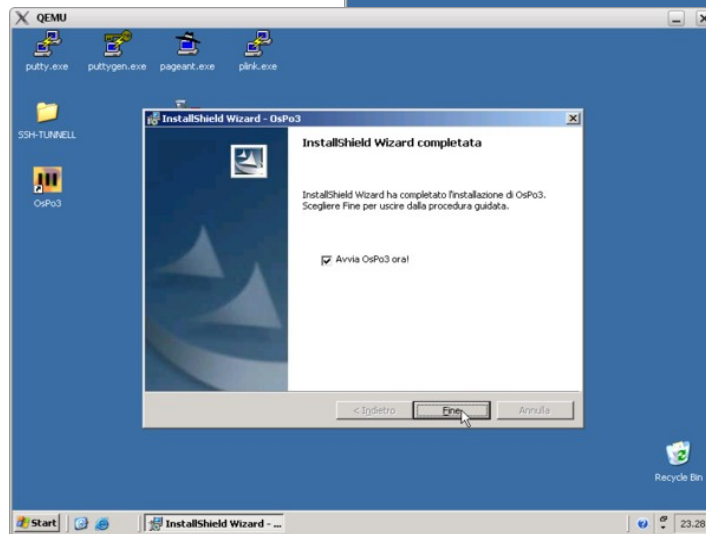 QEMU
putty.exe
puttygen.exe
pageant.exe
plink.exe
SSH-TUNNELL
OsPo3
InstallShield Wizard - OsPo3
InstallShield Wizard completata
InstallShield Wizard ha completato l'installazione di OsPo3.
Scegliere Fine per uscire dalla procedura guidata.
Avvia OsPo3 ora!
< Indietro
Fine
Annulla
Recycle Bin
Start
InstallShield Wizard - ...
23.28